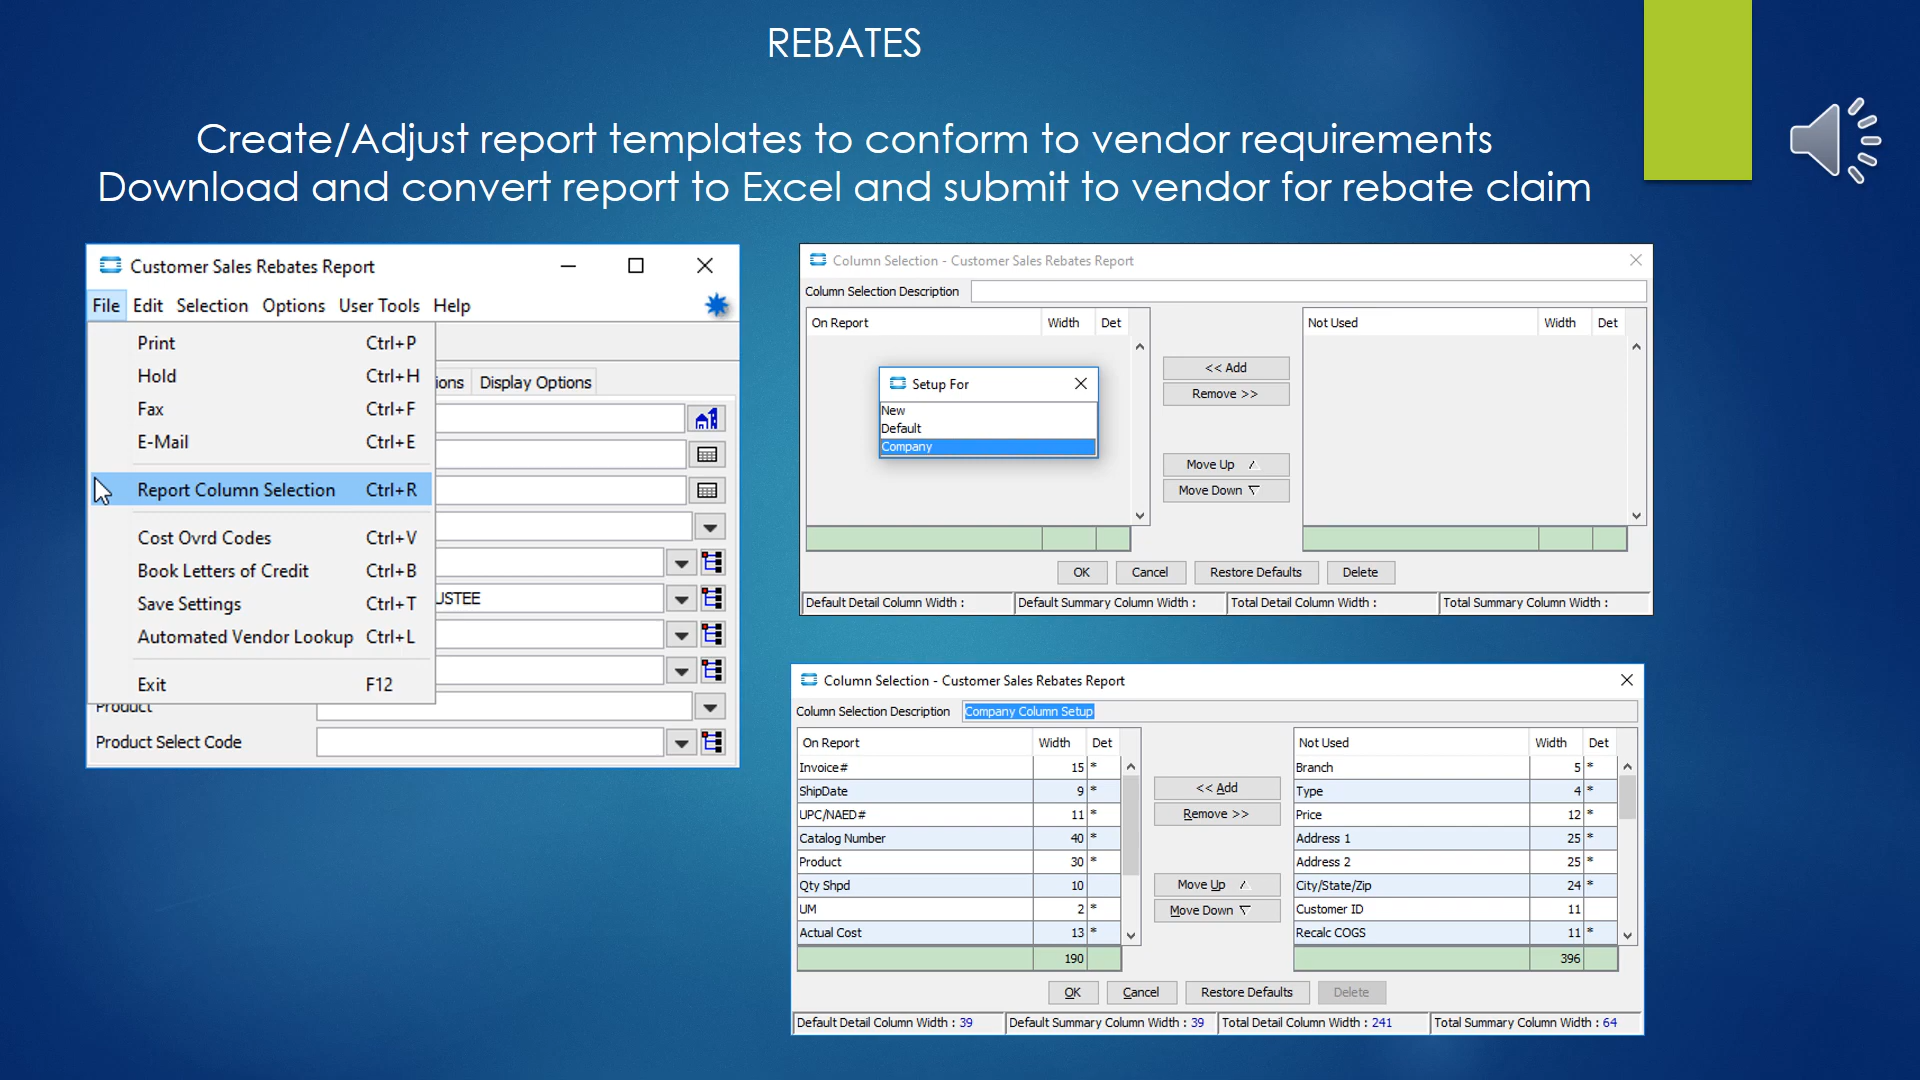 REBATES
Create/Adjust report templates to conform to vendor requirements
Download and convert report to Excel and submit to vendor for rebate claim
Customer Sales Rebates Report
File Edit Selection Options User Tools Help
Print Ctrl+P
Hold Ctrl+H
Fax Ctrl+F
E-Mail Ctrl+E
Report Column Selection Ctrl+R
Cost Ovrd Codes Ctrl+V
Book Letters of Credit Ctrl+B
Save Settings Ctrl+T
Automated Vendor Lookup Ctrl+L
Exit F12
ions Display Options
USTEE
Product
Product Select Code
Column Selection - Customer Sales Rebates Report
Column Selection Description
On Report Width Det
Not Used Width Det
Setup For
New
Default
Company
<< Add
Remove >>
Move Up
Move Down
OK Cancel Restore Defaults Delete
Default Detail Column Width : Default Summary Column Width : Total Detail Column Width : Total Summary Column Width :
Column Selection - Customer Sales Rebates Report
Column Selection Description Company Column Setup
On Report Width Det
Invoice# 15 *
ShipDate 9 *
UPC/NAED# 11 *
Catalog Number 40 *
Product 30 *
Qty Shpd 10
UM 2 *
Actual Cost 13 *
190
<< Add
Remove >>
Move Up
Move Down
Not Used Width Det
Branch 5 *
Type 4 *
Price 12 *
Address 1 25 *
Address 2 25 *
City/State/Zip 24 *
Customer ID 11
Recalc COGS 11 *
396
OK Cancel Restore Defaults Delete
Default Detail Column Width : 39 Default Summary Column Width : 39 Total Detail Column Width : 241 Total Summary Column Width : 64